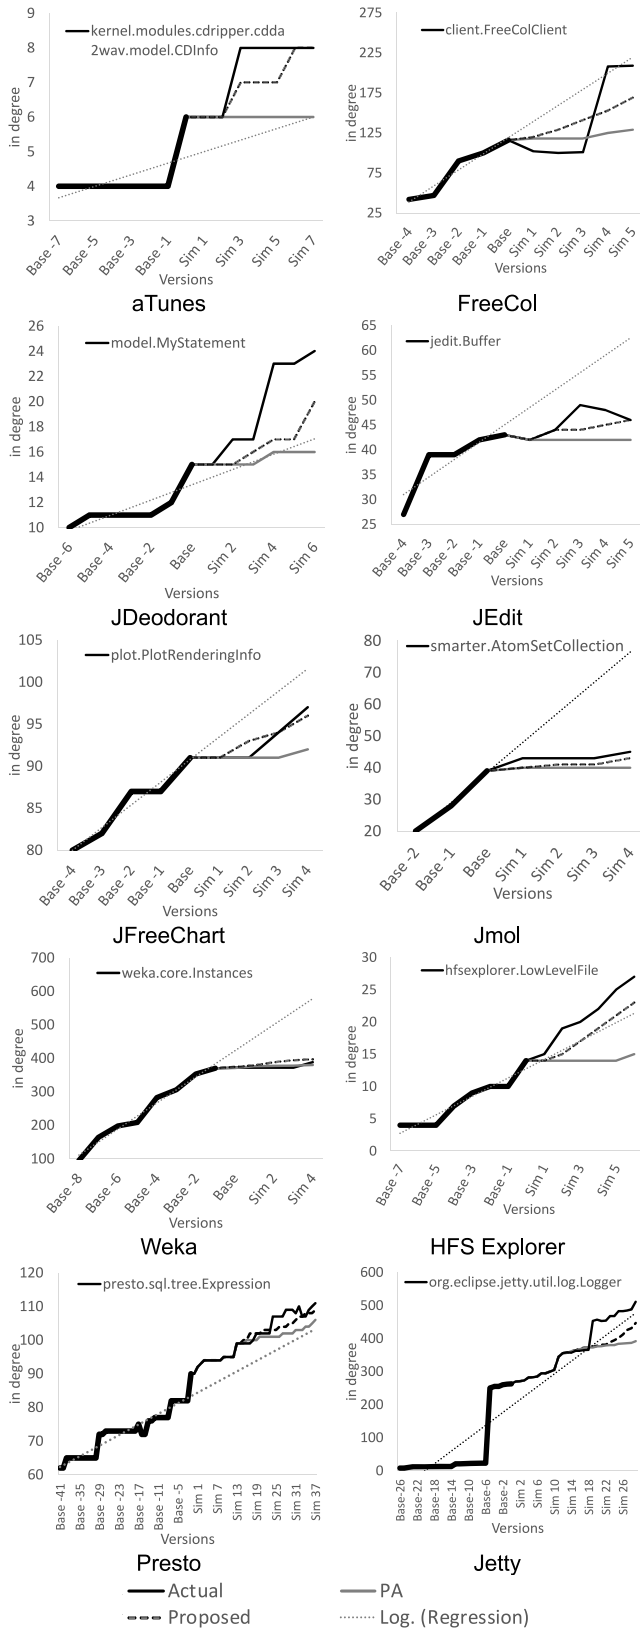 kernel.modules.cdripper.cdda
2wav.model.CDInfo
in degree
9
8
7
6
5
4
3
Base -7
Base -5
Base -3
Base -1
Sim 1
Sim 3
Sim 5
Sim 7
Versions
aTunes
client.FreeColClient
in degree
275
225
175
125
75
25
Base -4
Base -3
Base -2
Base -1
Base
Sim 1
Sim 2
Sim 3
Sim 4
Sim 5
Versions
FreeCol
model.MyStatement
in degree
26
24
22
20
18
16
14
12
10
Base -6
Base -4
Base -2
Base
Sim 2
Sim 4
Sim 6
Versions
JDeodorant
jedit.Buffer
in degree
65
60
55
50
45
40
35
30
25
Base -4
Base -3
Base -2
Base -1
Base
Sim 1
Sim 2
Sim 3
Sim 4
Sim 5
Versions
JEdit
plot.PlotRenderingInfo
in degree
105
100
95
90
85
80
Base -4
Base -3
Base -2
Base -1
Base
Sim 1
Sim 2
Sim 3
Sim 4
Versions
JFreeChart
smarter.AtomSetCollection
in degree
80
70
60
50
40
30
20
Base -2
Base -1
Base
Sim 1
Sim 2
Sim 3
Sim 4
Versions
Jmol
weka.core.Instances
in degree
700
600
500
400
300
200
100
Base -8
Base -6
Base -4
Base -2
Base
Sim 2
Sim 4
Versions
Weka
hfsexplorer.LowLevelFile
in degree
30
25
20
15
10
5
0
Base -7
Base -5
Base -3
Base -1
Sim 1
Sim 3
Sim 5
Versions
HFS Explorer
presto.sql.tree.Expression
in degree
120
110
100
90
80
70
60
Base -41
Base -35
Base -29
Base -23
Base -17
Base -11
Base -5
Sim 1
Sim 7
Sim 13
Sim 19
Sim 25
Sim 31
Sim 37
Versions
Presto
org.eclipse.jetty.util.log.Logger
in degree
600
500
400
300
200
100
0
Base-26
Base-22
Base-18
Base-14
Base-10
Base-6
Base-2
Sim 2
Sim 6
Sim 10
Sim 14
Sim 18
Sim 22
Sim 26
Versions
Jetty
Actual
PA
Proposed
Log. (Regression)